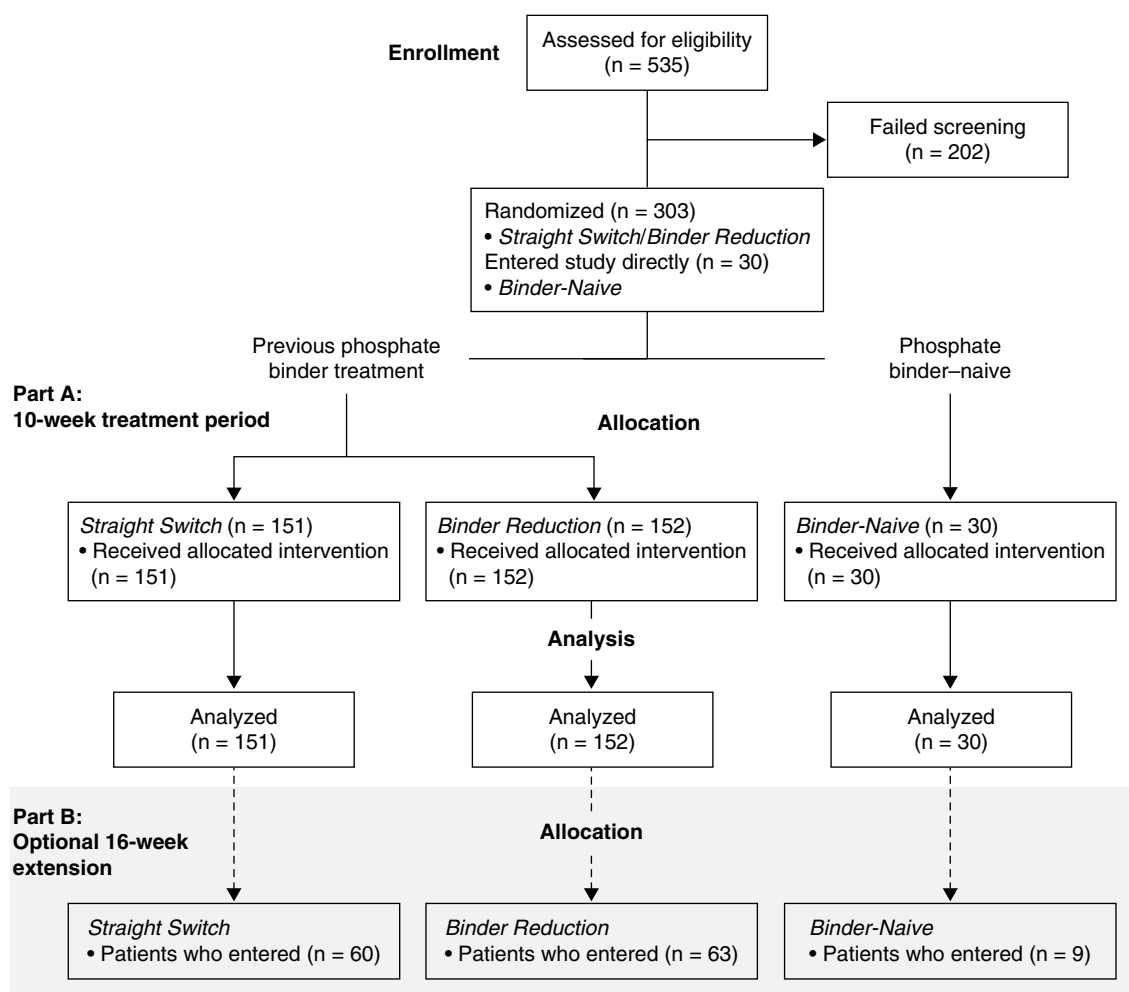 Enrollment
Assessed for eligibility
(n = 535)
Failed screening
(n = 202)
Randomized (n = 303)
• Straight Switch/Binder Reduction
Entered study directly (n = 30)
• Binder-Naive
Previous phosphate
binder treatment
Phosphate
binder–naive
Part A:
10-week treatment period
Allocation
Straight Switch (n = 151)
• Received allocated intervention
(n = 151)
Binder Reduction (n = 152)
• Received allocated intervention
(n = 152)
Binder-Naive (n = 30)
• Received allocated intervention
(n = 30)
Analysis
Analyzed
(n = 151)
Analyzed
(n = 152)
Analyzed
(n = 30)
Part B:
Optional 16-week
extension
Allocation
Straight Switch
• Patients who entered (n = 60)
Binder Reduction
• Patients who entered (n = 63)
Binder-Naive
• Patients who entered (n = 9)